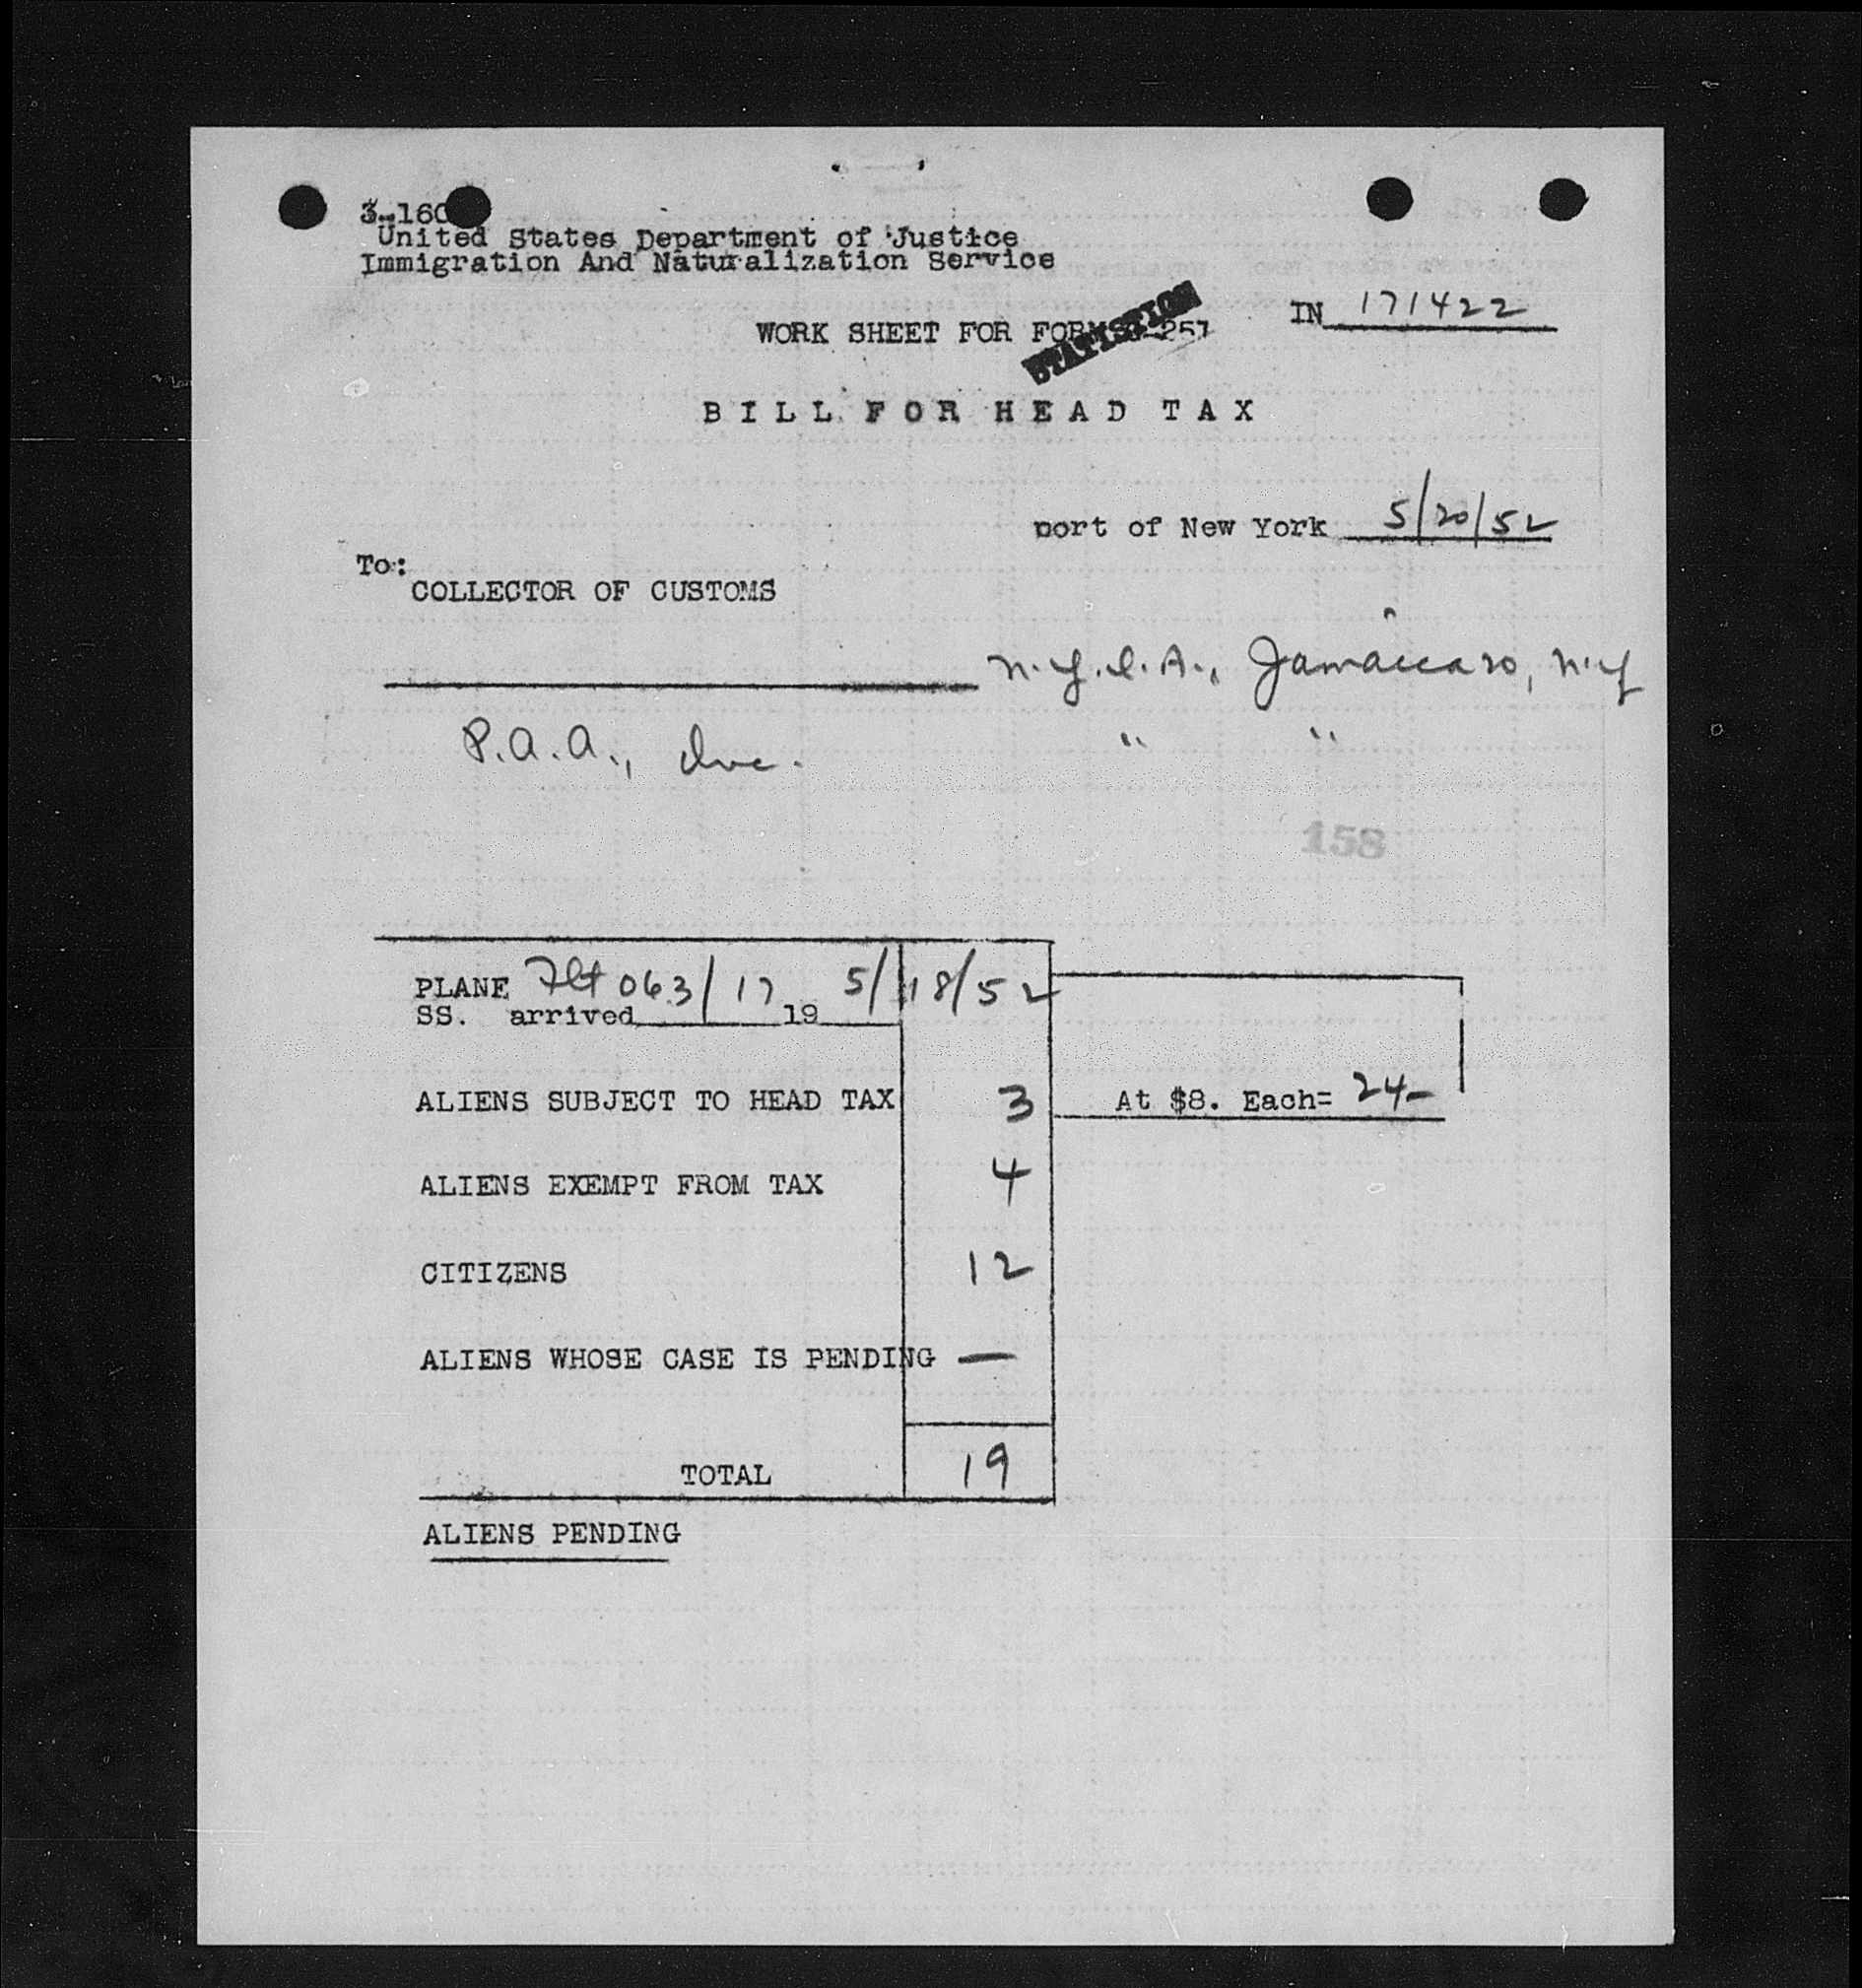 3-160
United States Department of Justice
Immigration And Naturalization Service
IN 171422
WORK SHEET FOR FORMS 257
STATISTION
BILL FOR HEAD TAX
port of New York 5/20/52
To:
COLLECTOR OF CUSTOMS
N.Y.I.A., Jamaica 20, N.Y
P.A.A., Inc. " "
158
PLANE Flt 063/17 5/18/52
SS. arrived 19
ALIENS SUBJECT TO HEAD TAX 3 At $8. Each= 24-
ALIENS EXEMPT FROM TAX 4
CITIZENS 12
ALIENS WHOSE CASE IS PENDING —
TOTAL 19
ALIENS PENDING